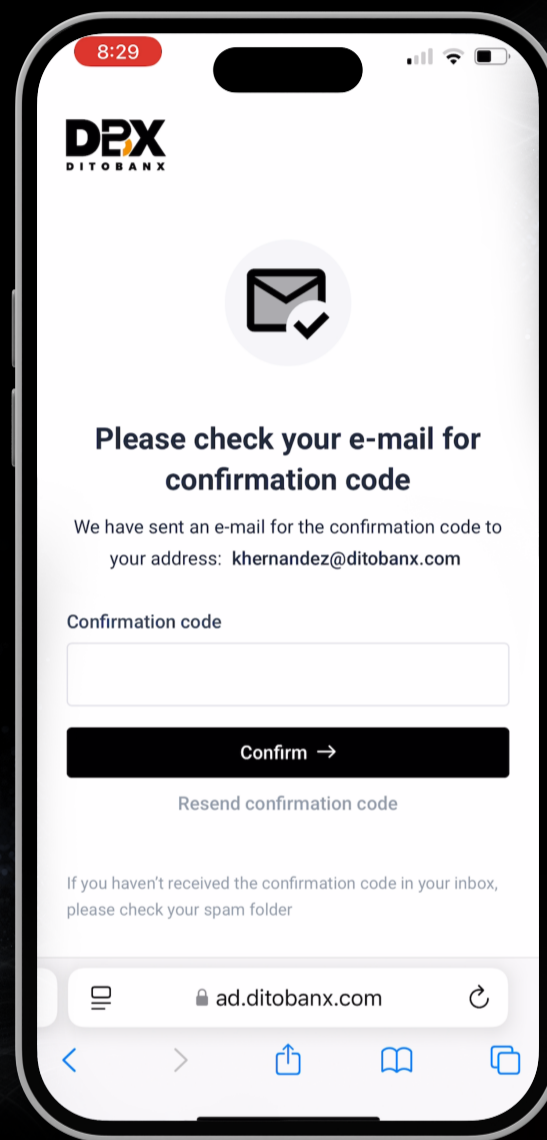 8:29
DBX
DITOBANX
Please check your e-mail for
confirmation code
We have sent an e-mail for the confirmation code to
your address: khernandez@ditobanx.com
Confirmation code
Confirm →
Resend confirmation code
If you haven't received the confirmation code in your inbox,
please check your spam folder
ad.ditobanx.com